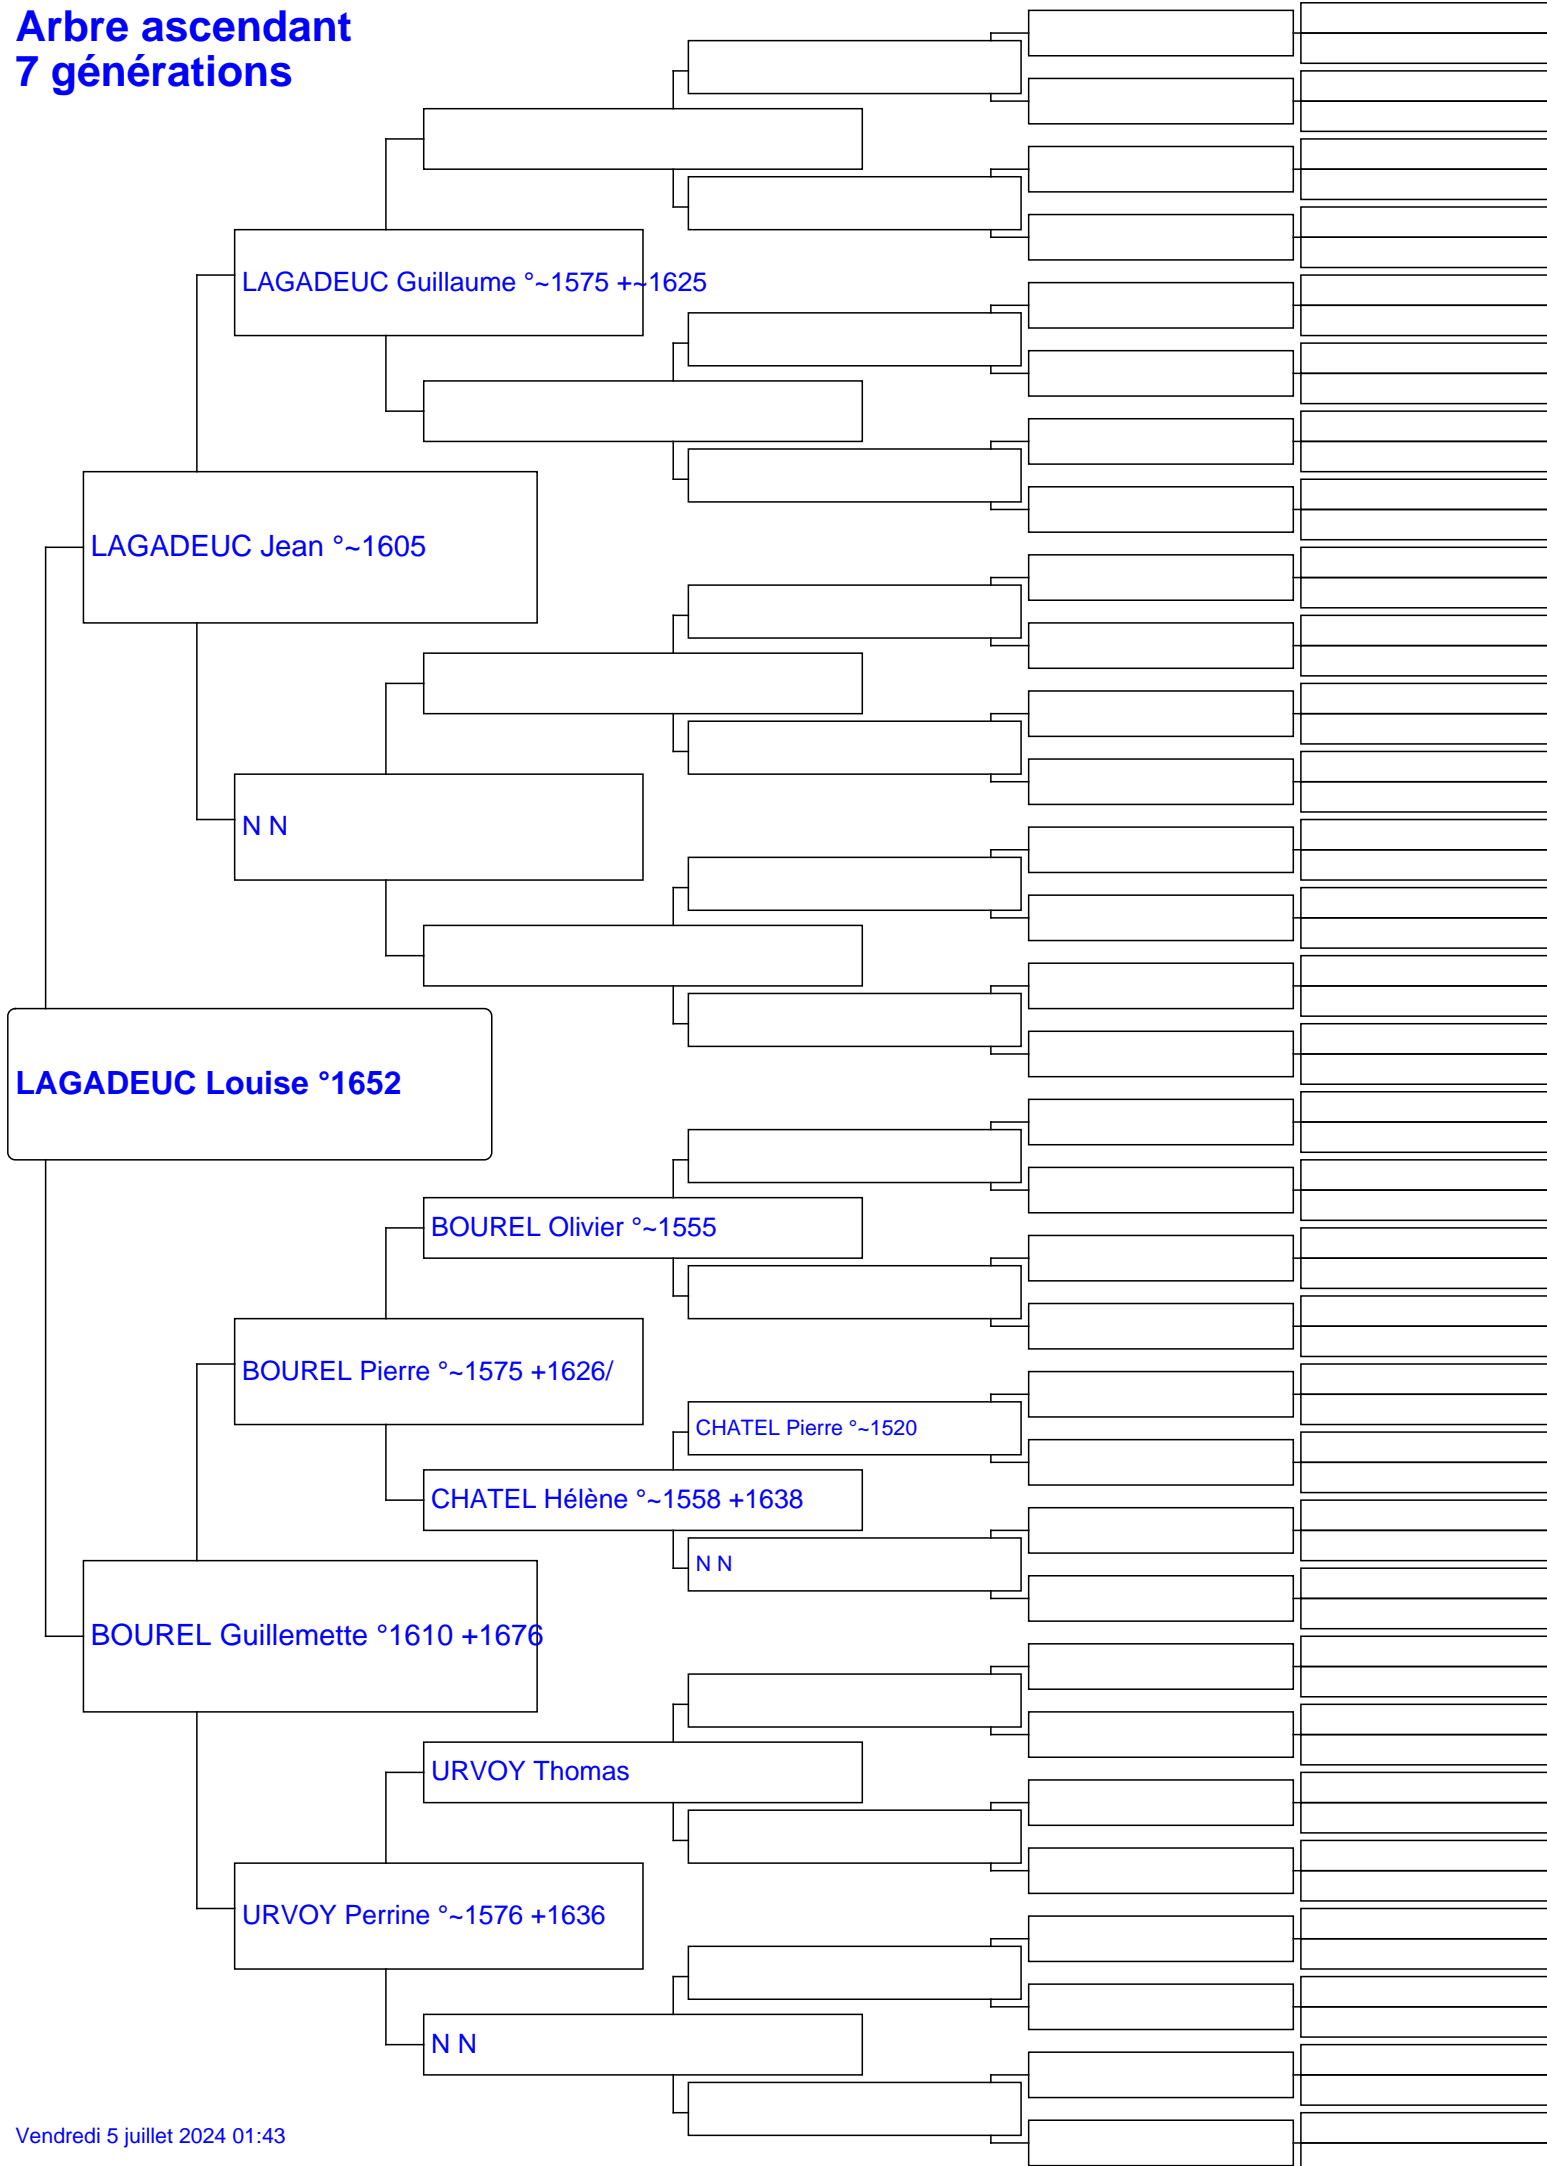 Arbre ascendant
7 générations
LAGADEUC Guillaume °~1575 +~1625
LAGADEUC Jean °~1605
N N
LAGADEUC Louise °1652
BOUREL Olivier °~1555
BOUREL Pierre °~1575 +1626/
CHATEL Pierre °~1520
CHATEL Hélène °~1558 +1638
N N
BOUREL Guillemette °1610 +1676
URVOY Thomas
URVOY Perrine °~1576 +1636
N N
Vendredi 5 juillet 2024 01:43